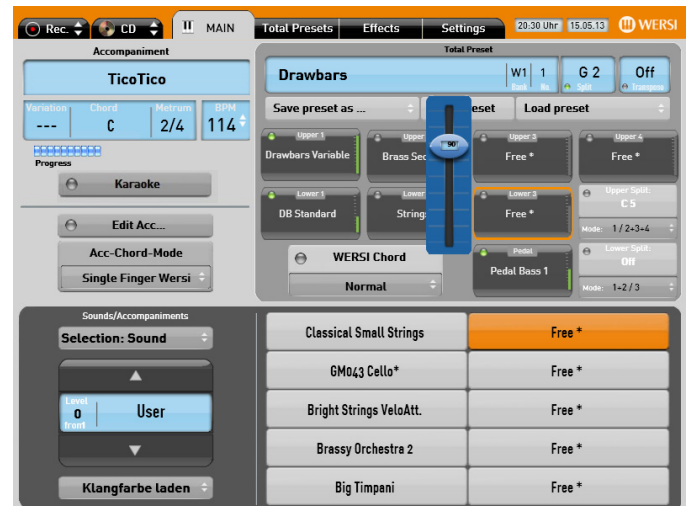 Rec.
CD
MAIN
Total Presets
Effects
Settings
20:30 Uhr
15.05.13
WERSI
Accompaniment
TicoTico
Variation
Chord
Metrum
BPM
---
C
2/4
114
Progress
Karaoke
Edit Acc...
Acc-Chord-Mode
Single Finger Wersi
Total Preset
Drawbars
W1
1
G 2
Off
Bank
No
Split
Transpose
Save preset as ...
eset
Load preset
Upper 1
Upper
Upper 3
Upper 4
Drawbars Variable
Brass Sec
Free *
Free *
90
Lower 1
Lower
Lower 3
Upper Split:
DB Standard
String
Free *
C 5
Mode: 1/2+3+4
WERSI Chord
Normal
Pedal
Pedal Bass 1
Lower Split:
Off
Mode: 1+2/3
Sounds/Accompaniments
Selection: Sound
Level
0
from1
User
Klangfarbe laden
Classical Small Strings
Free *
GM043 Cello*
Free *
Bright Strings VeloAtt.
Free *
Brassy Orchestra 2
Free *
Big Timpani
Free *